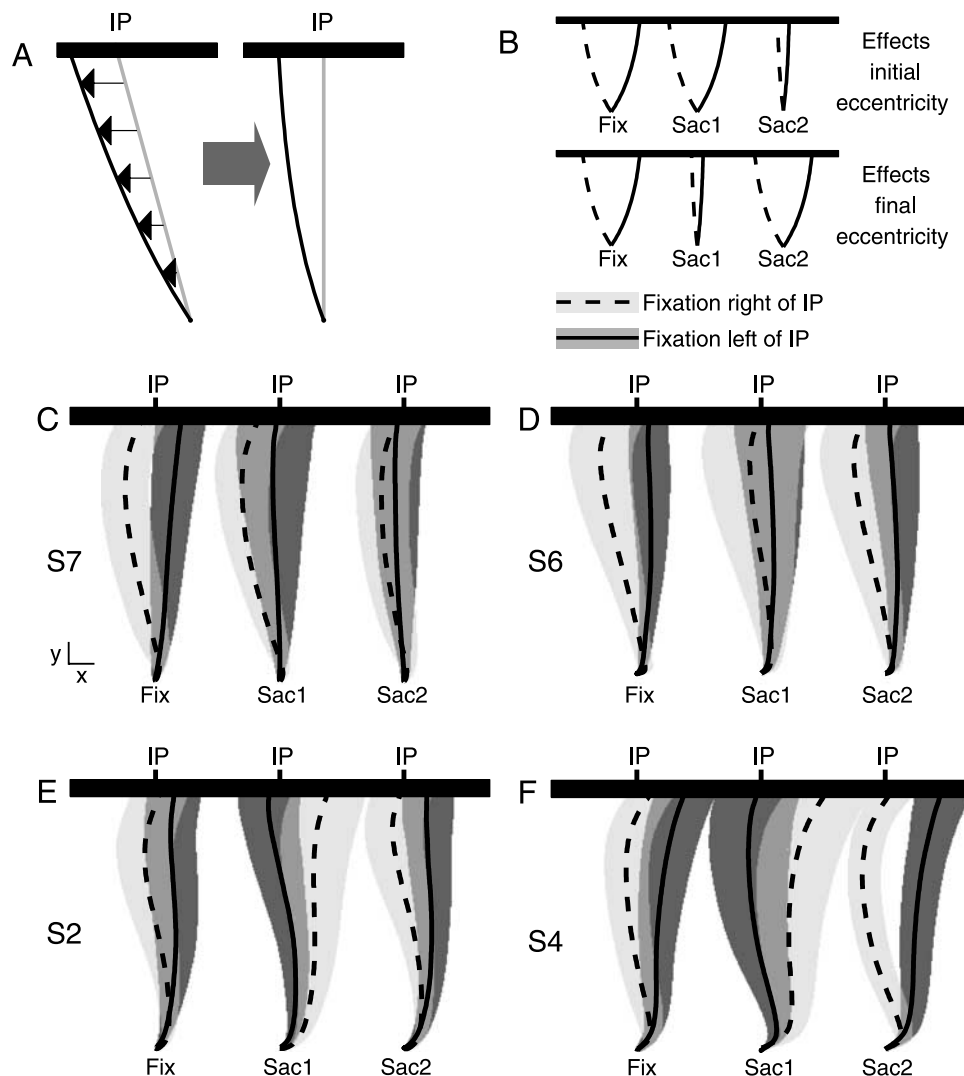 A
IP
IP
B
Fix
Sac1
Sac2
Effects
initial
eccentricity
Fix
Sac1
Sac2
Effects
final
eccentricity
Fixation right of IP
Fixation left of IP
C
IP
IP
IP
S7
y
x
Fix
Sac1
Sac2
D
IP
IP
IP
S6
Fix
Sac1
Sac2
E
IP
IP
IP
S2
Fix
Sac1
Sac2
F
IP
IP
IP
S4
Fix
Sac1
Sac2